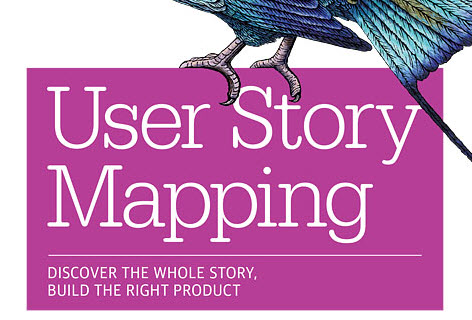 User Story
Mapping
DISCOVER THE WHOLE STORY,
BUILD THE RIGHT PRODUCT